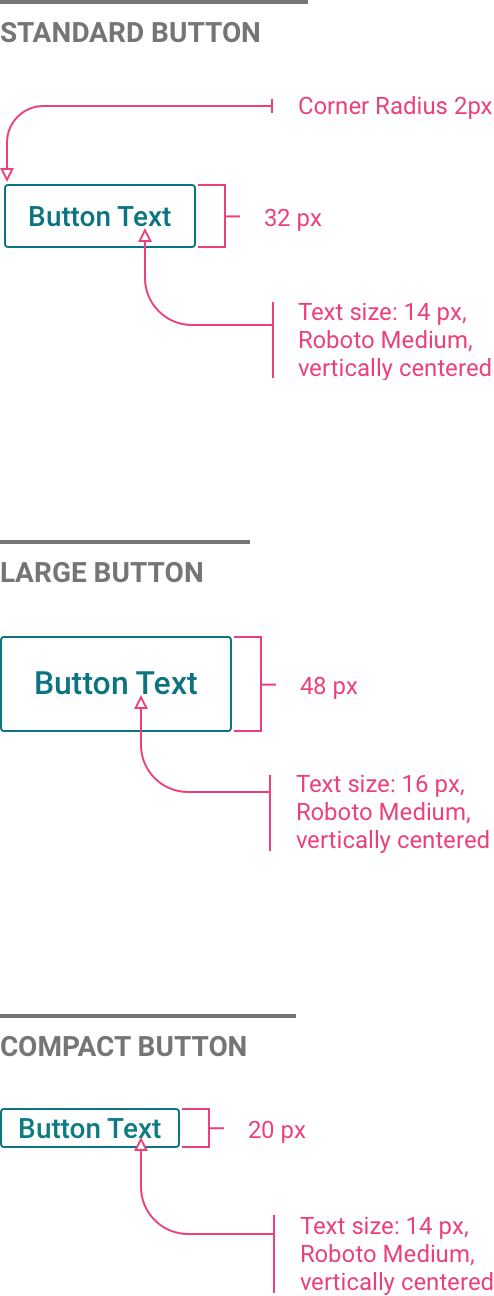 STANDARD BUTTON
Corner Radius 2px
Button Text
32 px
Text size: 14 px,
Roboto Medium,
vertically centered
LARGE BUTTON
Button Text
48 px
Text size: 16 px,
Roboto Medium,
vertically centered
COMPACT BUTTON
Button Text
20 px
Text size: 14 px,
Roboto Medium,
vertically centered